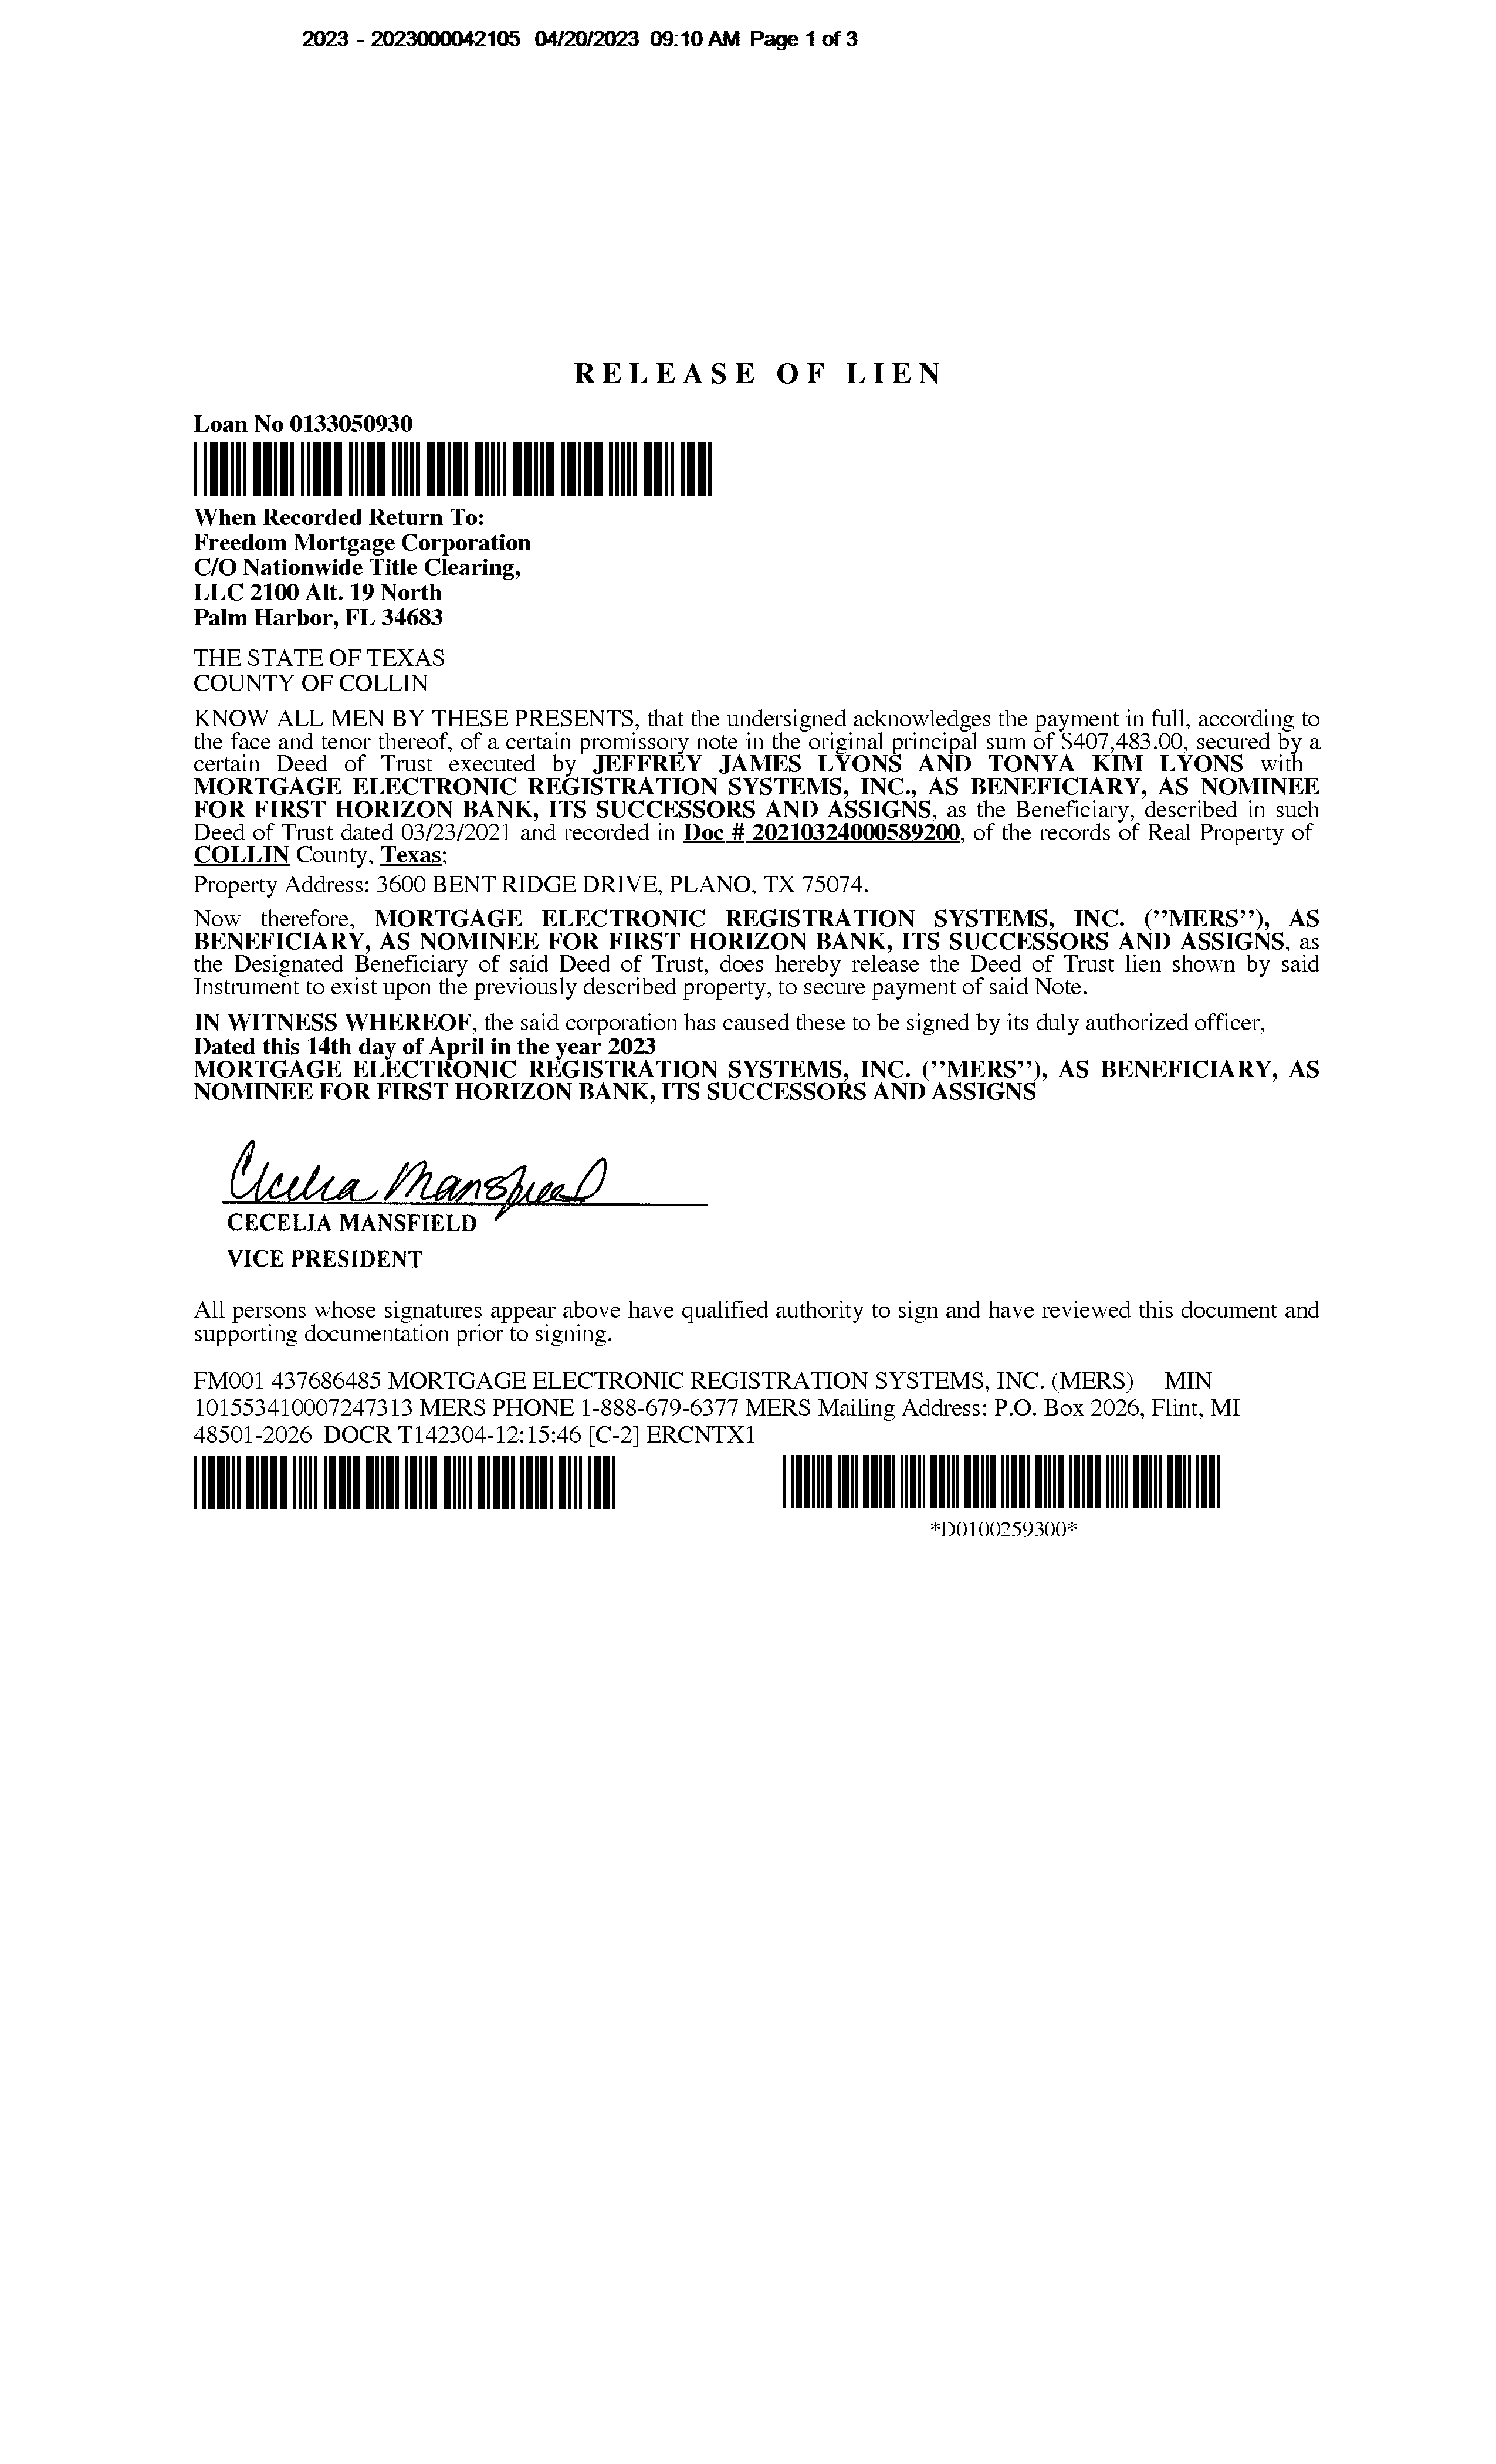 2023 - 2023000042105 04/20/2023 09:10 AM Page 1 of 3
RELEASE OF LIEN
Loan No 0133050930
When Recorded Return To:
Freedom Mortgage Corporation
C/O Nationwide Title Clearing,
LLC 2100 Alt. 19 North
Palm Harbor, FL 34683
THE STATE OF TEXAS
COUNTY OF COLLIN
KNOW ALL MEN BY THESE PRESENTS, that the undersigned acknowledges the payment in full, according to
the face and tenor thereof, of a certain promissory note in the original principal sum of $407,483.00, secured by a
certain Deed of Trust executed by JEFFREY JAMES LYONS AND TONYA KIM LYONS with
MORTGAGE ELECTRONIC REGISTRATION SYSTEMS, INC., AS BENEFICIARY, AS NOMINEE
FOR FIRST HORIZON BANK, ITS SUCCESSORS AND ASSIGNS, as the Beneficiary, described in such
Deed of Trust dated 03/23/2021 and recorded in Doc # 20210324000589200, of the records of Real Property of
COLLIN County, Texas;
Property Address: 3600 BENT RIDGE DRIVE, PLANO, TX 75074.
Now therefore, MORTGAGE ELECTRONIC REGISTRATION SYSTEMS, INC. (”MERS”), AS
BENEFICIARY, AS NOMINEE FOR FIRST HORIZON BANK, ITS SUCCESSORS AND ASSIGNS, as
the Designated Beneficiary of said Deed of Trust, does hereby release the Deed of Trust lien shown by said
Instrument to exist upon the previously described property, to secure payment of said Note.
IN WITNESS WHEREOF, the said corporation has caused these to be signed by its duly authorized officer,
Dated this 14th day of April in the year 2023
MORTGAGE ELECTRONIC REGISTRATION SYSTEMS, INC. (”MERS”), AS BENEFICIARY, AS
NOMINEE FOR FIRST HORIZON BANK, ITS SUCCESSORS AND ASSIGNS
Cecelia Mansfield
CECELIA MANSFIELD
VICE PRESIDENT
All persons whose signatures appear above have qualified authority to sign and have reviewed this document and
supporting documentation prior to signing.
FM001 437686485 MORTGAGE ELECTRONIC REGISTRATION SYSTEMS, INC. (MERS) MIN
101553410007247313 MERS PHONE 1-888-679-6377 MERS Mailing Address: P.O. Box 2026, Flint, MI
48501-2026 DOCR T142304-12:15:46 [C-2] ERCNTX1
*D0100259300*